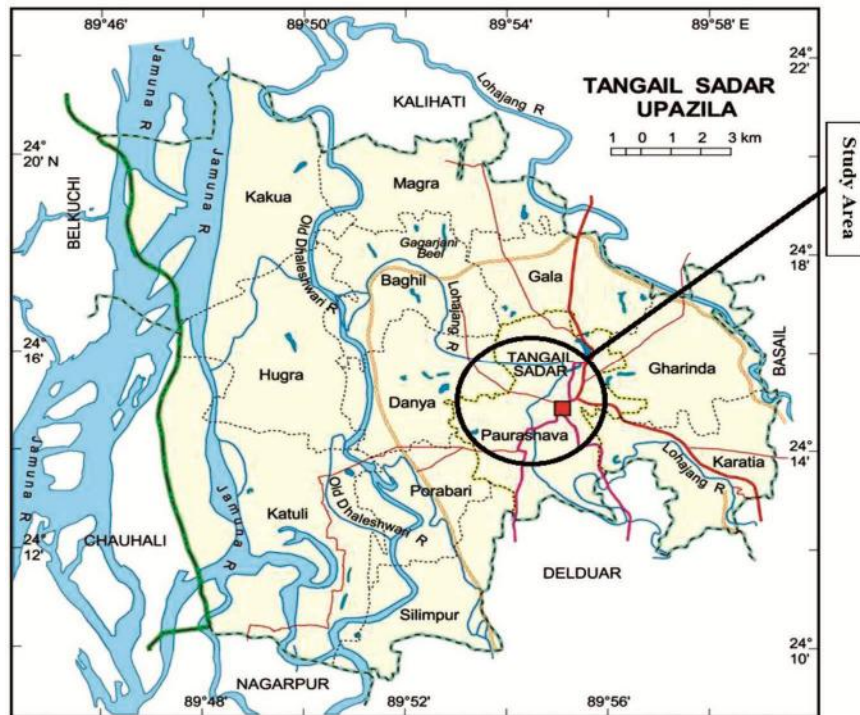 89°46'
89°50'
89°54'
89°58' E
24°
22'
24°
20' N
24°
18'
24°
16'
24°
14'
24°
12'
24°
10'
89°48'
89°52'
89°56'
TANGAIL SADAR
UPAZILA
1 0 1 2 3 km
Study Area
Jamuna R
Jamuna R
Lohajang R
KALIHATI
BELKUCHI
Kakua
Magra
Old Dhaleshwari R
Gagarjani
Beel
Baghil
Lohajang R
Gala
BASAIL
TANGAIL
SADAR
Gharinda
Hugra
Danya
Paurashava
Jamuna R
Jamuna R
Karatia
Lohajang R
Porabari
Old Dhaleshwari R
Katuli
CHAUHALI
DELDUAR
Silimpur
NAGARPUR